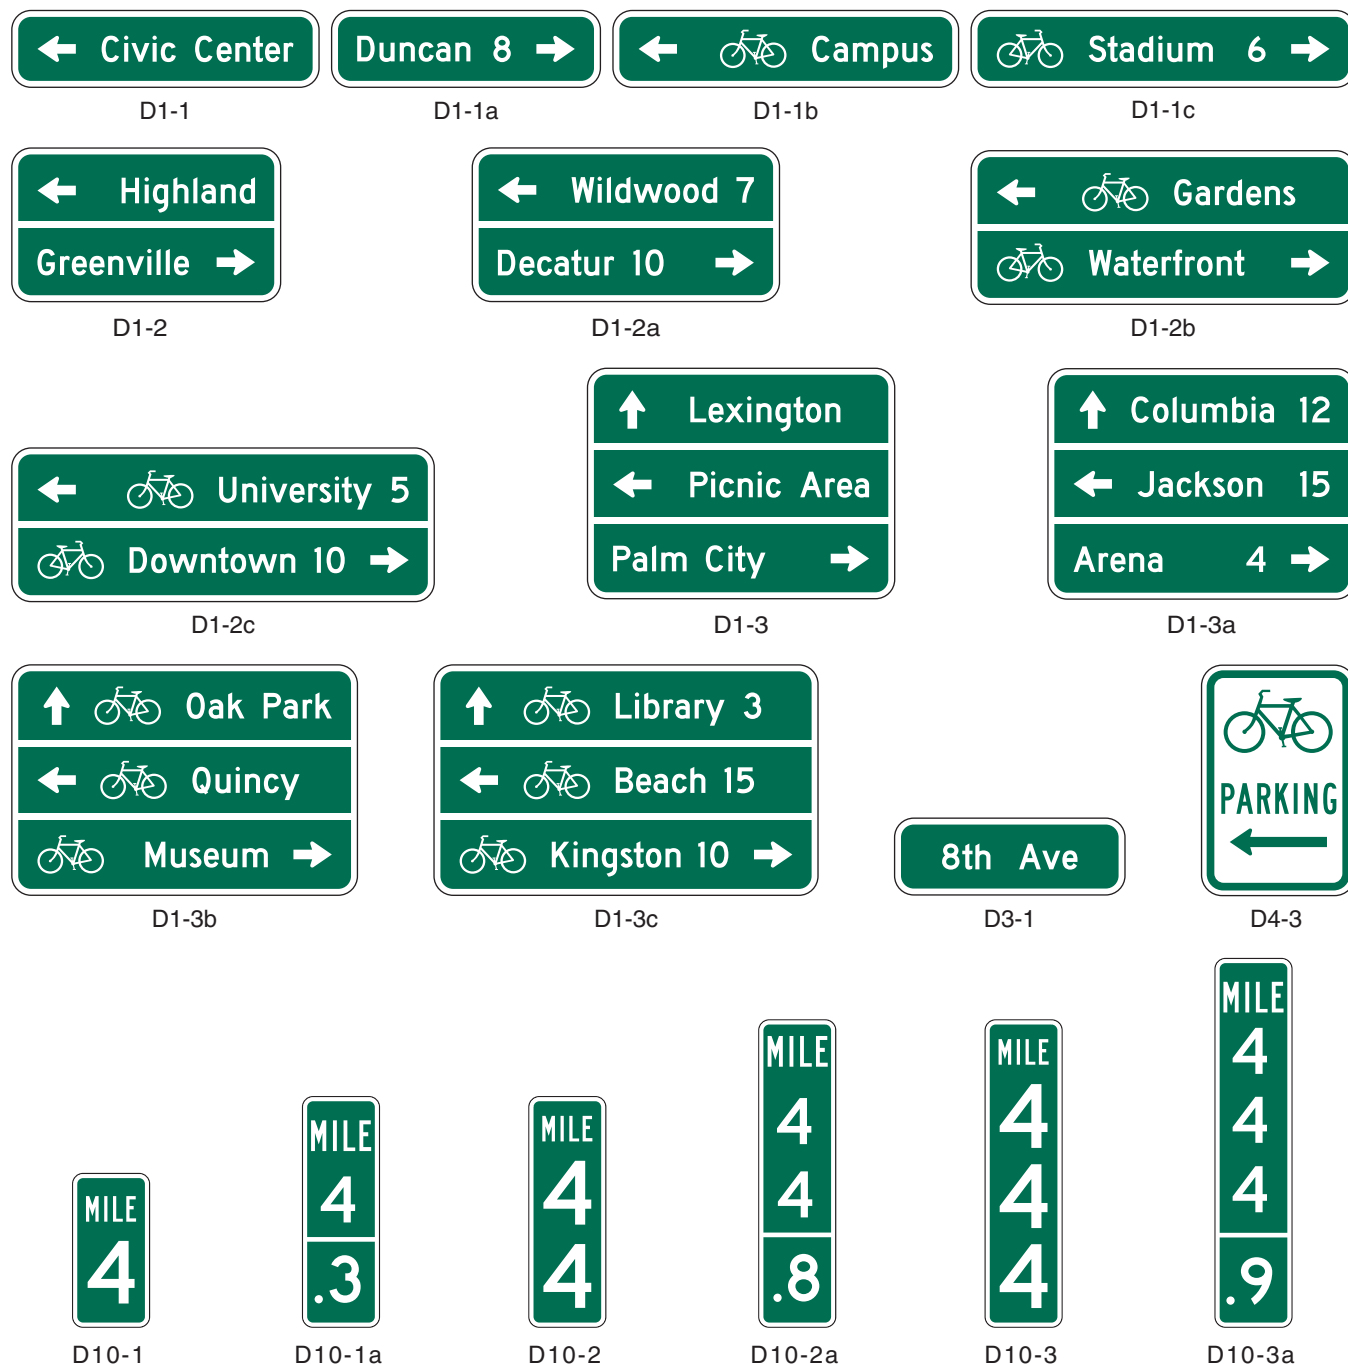 Civic Center
Duncan 8
Campus
Stadium 6
D1-1
D1-1a
D1-1b
D1-1c
Highland
Greenville
Wildwood 7
Decatur 10
Gardens
Waterfront
D1-2
D1-2a
D1-2b
University 5
Downtown 10
Lexington
Picnic Area
Palm City
Columbia 12
Jackson 15
Arena 4
D1-2c
D1-3
D1-3a
Oak Park
Quincy
Museum
Library 3
Beach 15
Kingston 10
8th Ave
PARKING
D1-3b
D1-3c
D3-1
D4-3
MILE
4
MILE
4
.3
MILE
4
4
MILE
4
4
.8
MILE
4
4
4
MILE
4
4
4
.9
D10-1
D10-1a
D10-2
D10-2a
D10-3
D10-3a